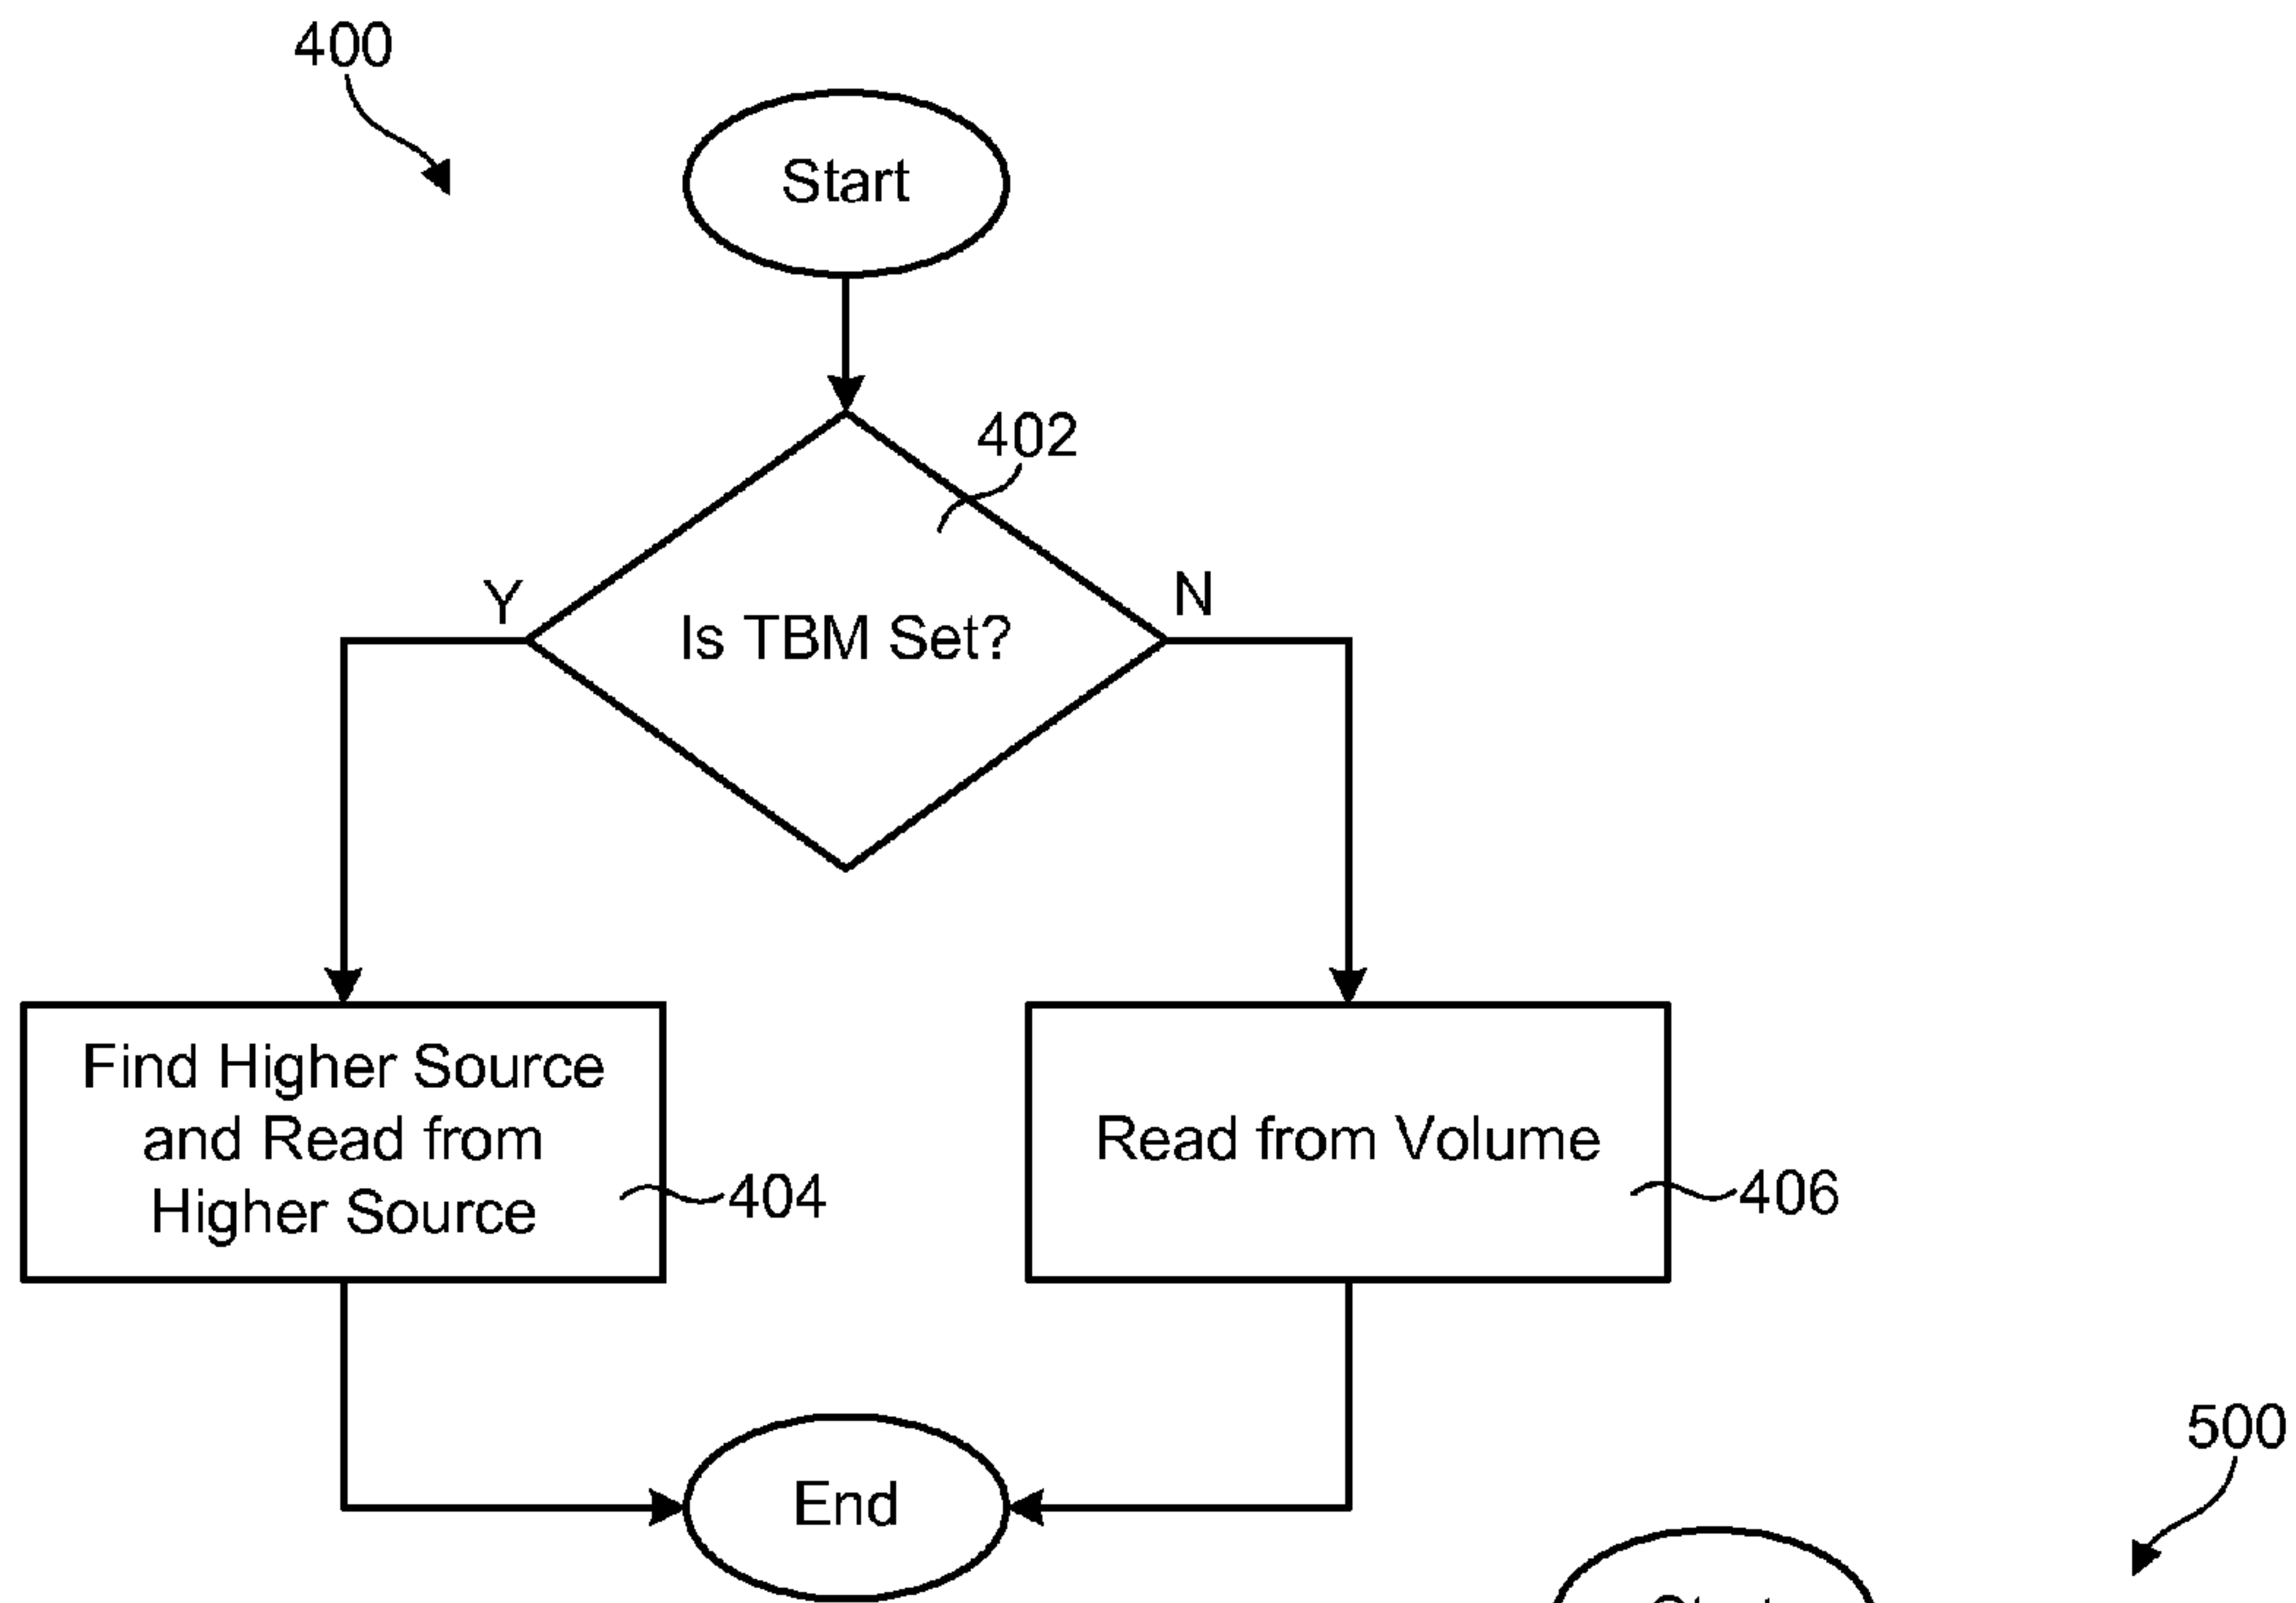 400
Start
402
Y
N
Is TBM Set?
Find Higher Source
and Read from
Higher Source
404
Read from Volume
406
End
500